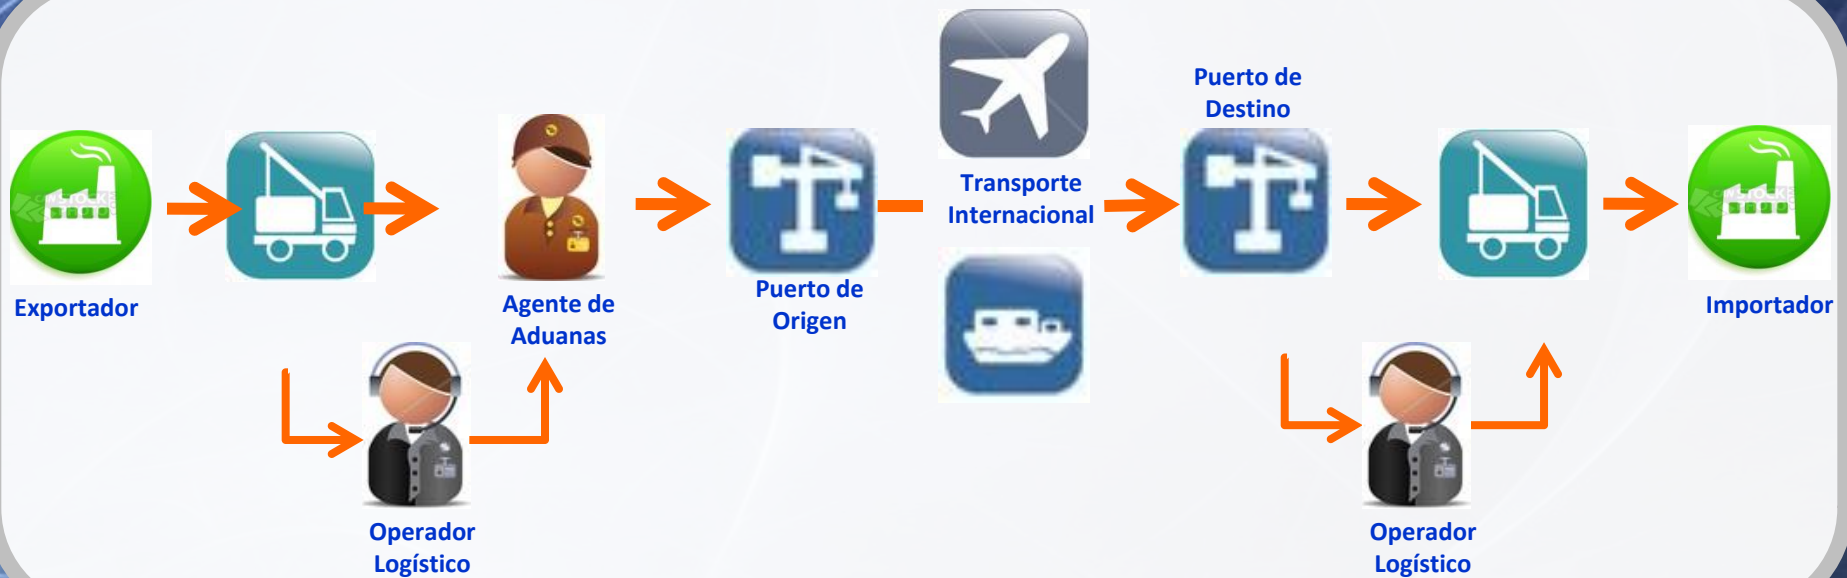 Exportador
Agente de
Aduanas
Operador
Logístico
Puerto de
Origen
Transporte
Internacional
Puerto de
Destino
Operador
Logístico
Importador